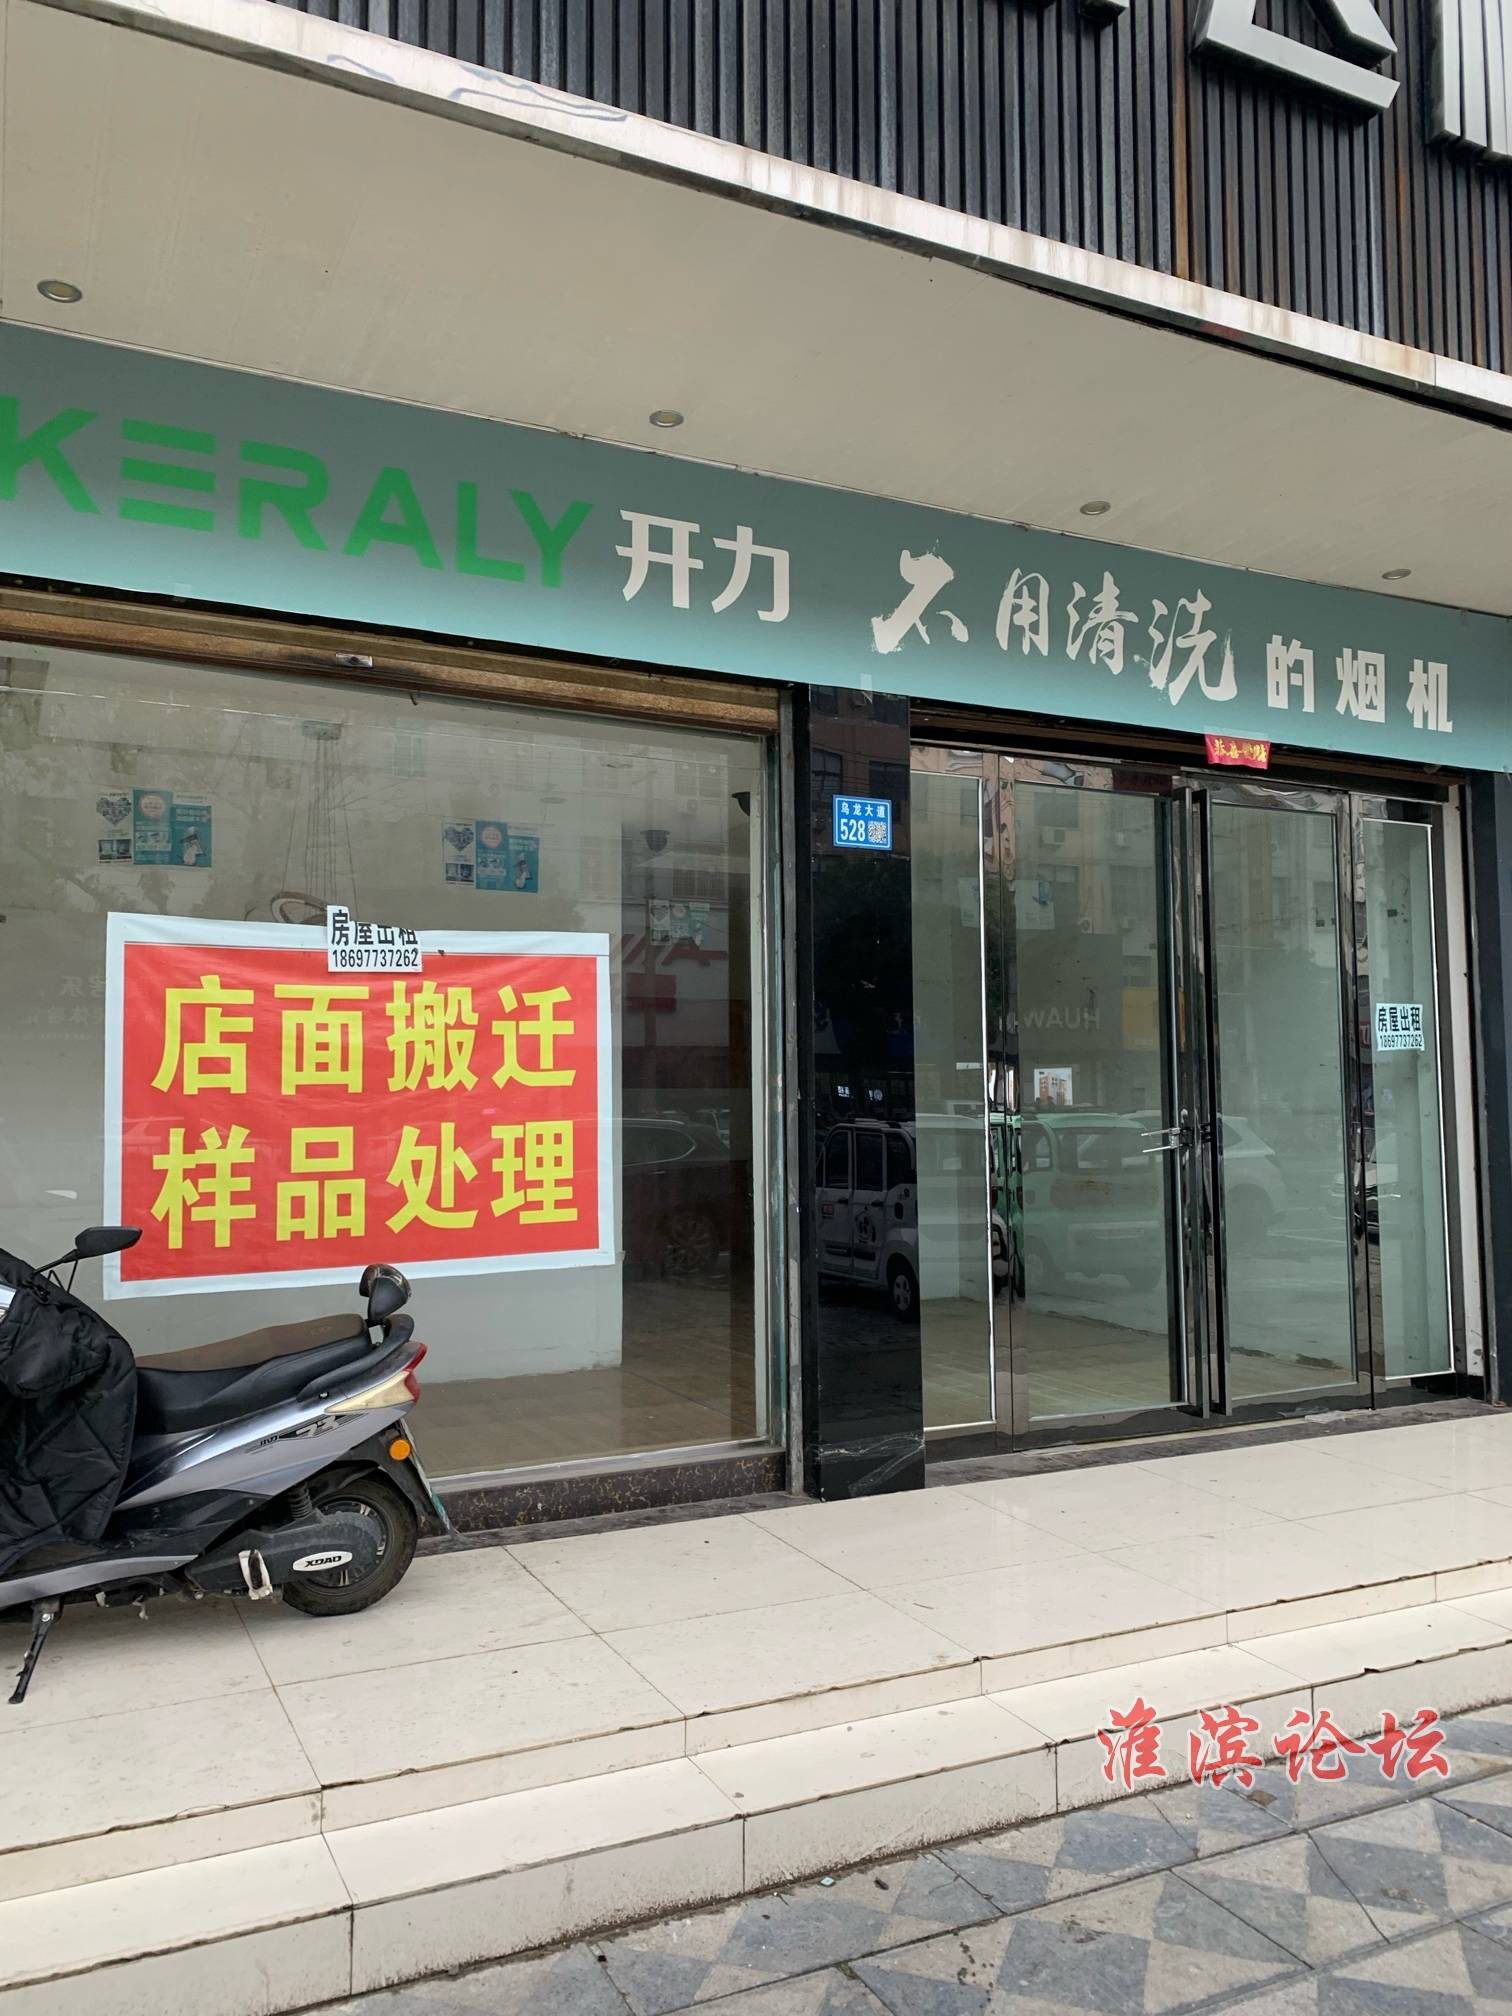 KERALY 开力 不用清洗的烟机
乌龙大道
528
房屋出租
18697737262
店面搬迁
样品处理
房屋出租
18697737262
HUAW
XDAO
淮滨论坛